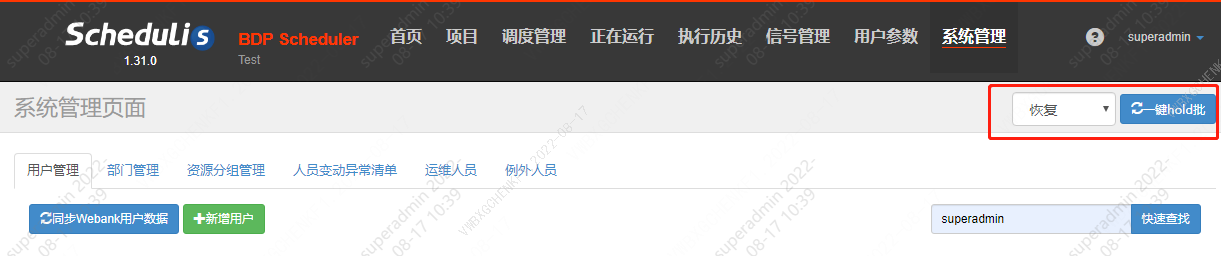 Schedulis
1.31.0
BDP Scheduler
Test
首页 项目 调度管理 正在运行 执行历史 信号管理 用户参数 系统管理
superadmin
系统管理页面
恢复
一键hold批
用户管理 部门管理 资源分组管理 人员变动异常清单 运维人员 例外人员
同步Webank用户数据 新增用户
superadmin 快速查找
superadmin 2022-
08-17 10:39